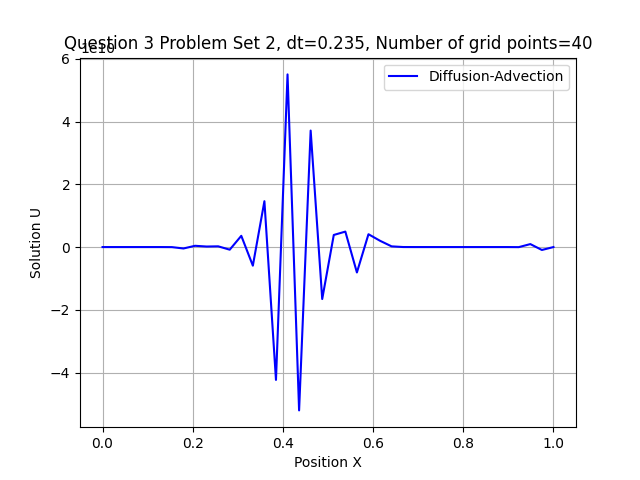 Question 3 Problem Set 2, dt=0.235, Number of grid points=40
1e10
Diffusion-Advection
6
4
2
0
−2
−4
Solution U
0.0 0.2 0.4 0.6 0.8 1.0
Position X